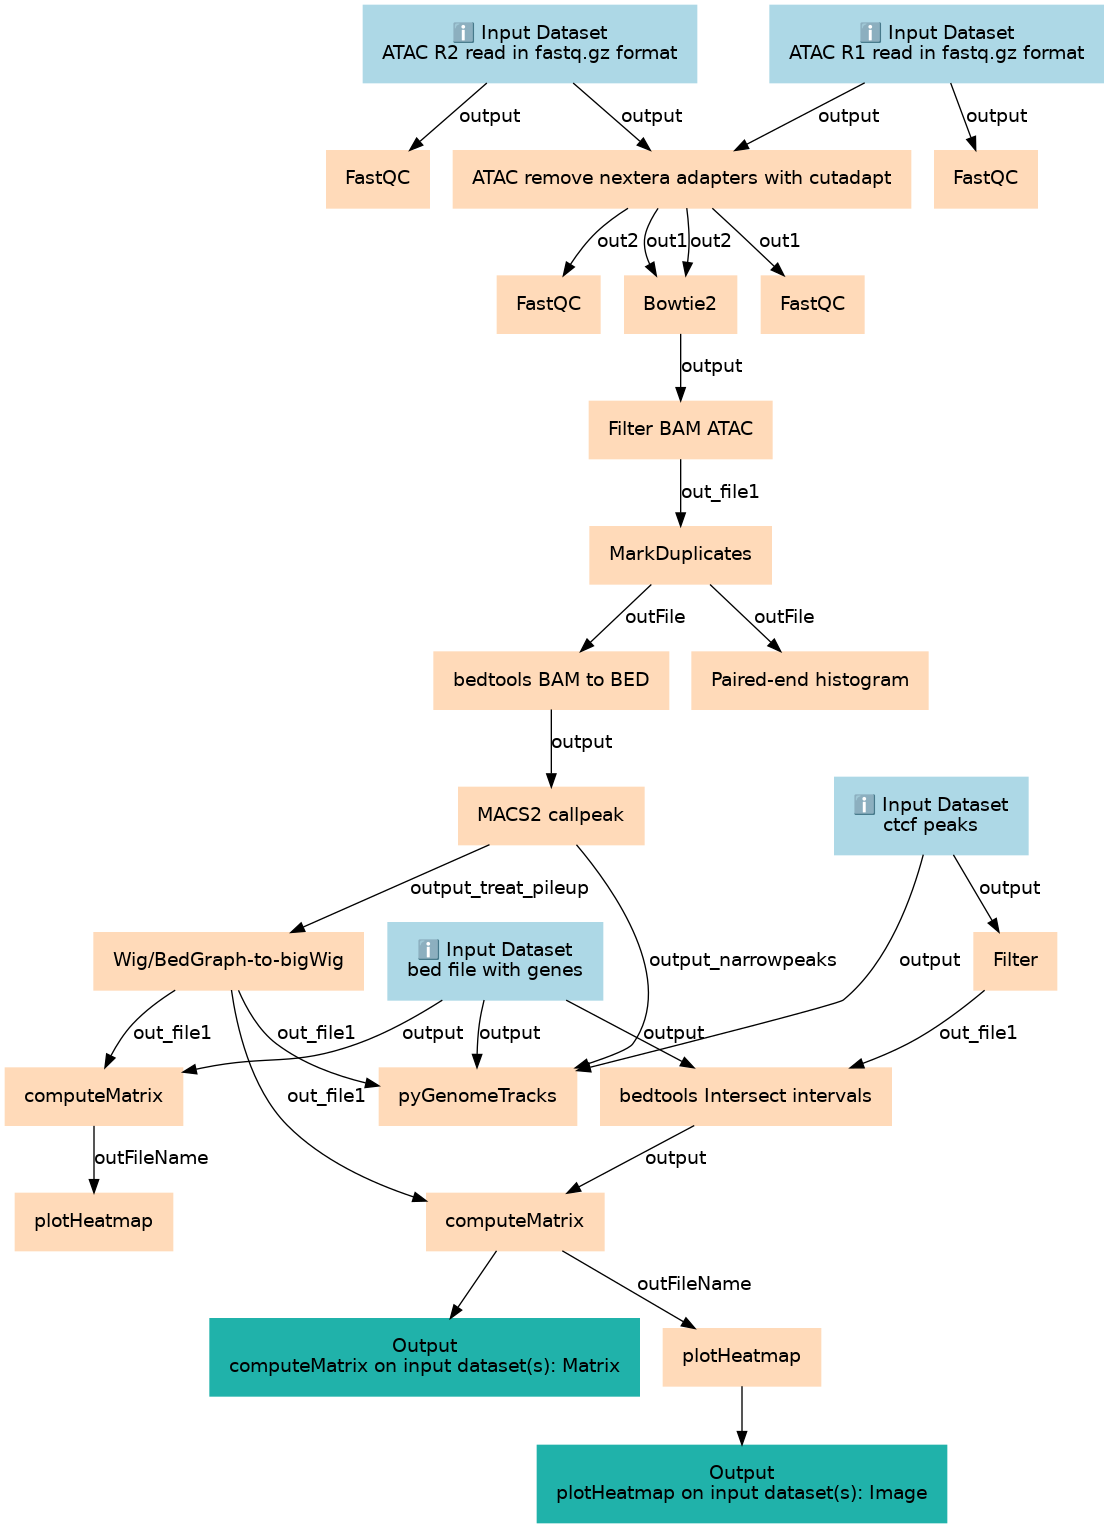 ℹ️ Input Dataset
ATAC R2 read in fastq.gz format
ℹ️ Input Dataset
ATAC R1 read in fastq.gz format
output
output
output
output
FastQC
ATAC remove nextera adapters with cutadapt
FastQC
out2
out1
out2
out1
FastQC
Bowtie2
FastQC
output
Filter BAM ATAC
out_file1
MarkDuplicates
outFile
outFile
bedtools BAM to BED
Paired-end histogram
output
MACS2 callpeak
ℹ️ Input Dataset
ctcf peaks
output_treat_pileup
output
Wig/BedGraph-to-bigWig
ℹ️ Input Dataset
bed file with genes
output_narrowpeaks
output
Filter
out_file1
out_file1
output
output
output
out_file1
computeMatrix
out_file1
pyGenomeTracks
bedtools Intersect intervals
outFileName
output
plotHeatmap
computeMatrix
outFileName
Output
computeMatrix on input dataset(s): Matrix
plotHeatmap
Output
plotHeatmap on input dataset(s): Image